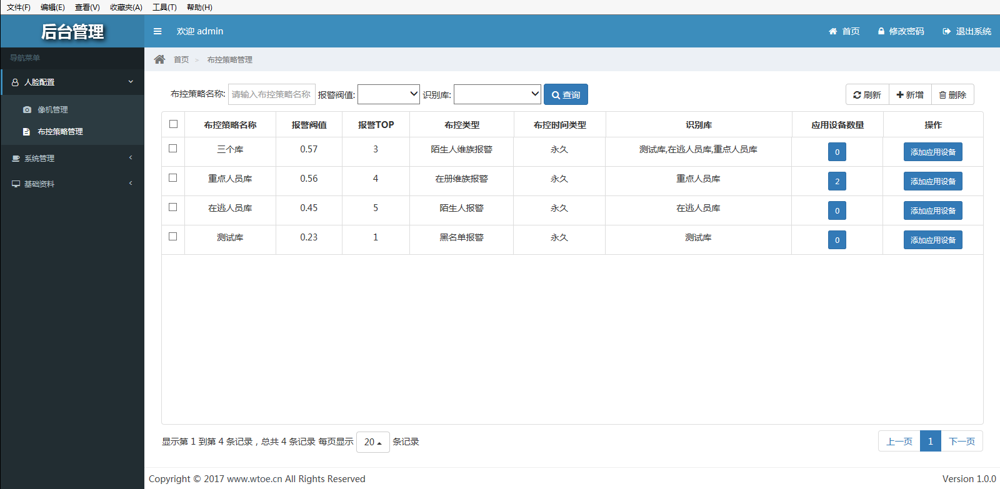 文件(F) 编辑(E) 查看(V) 收藏夹(A) 工具(T) 帮助(H)
后台管理 欢迎 admin 首页 修改密码 退出系统
导航菜单
人脸配置
像机管理
布控策略管理
系统管理
基础资料
首页 > 布控策略管理
布控策略名称: 请输入布控策略名称 报警阀值: 识别库: 查询 刷新 新增 删除
布控策略名称 报警阀值 报警TOP 布控类型 布控时间类型 识别库 应用设备数量 操作
三个库 0.57 3 陌生人维族报警 永久 测试库,在逃人员库,重点人员库 0 添加应用设备
重点人员库 0.56 4 在册维族报警 永久 重点人员库 2 添加应用设备
在逃人员库 0.45 5 陌生人报警 永久 在逃人员库 0 添加应用设备
测试库 0.23 1 黑名单报警 永久 测试库 0 添加应用设备
显示第 1 到第 4 条记录，总共 4 条记录 每页显示 20 条记录 上一页 1 下一页
Copyright © 2017 www.wtoe.cn All Rights Reserved Version 1.0.0